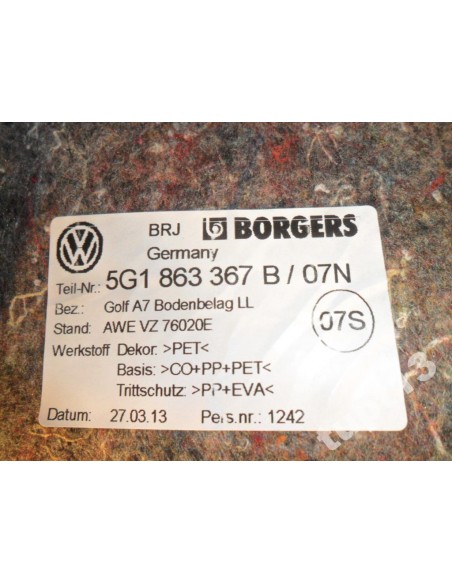 BRJ BORGERS
Germany
Teil-Nr.: 5G1 863 367 B / 07N
Bez.: Golf A7 Bodenbelag LL
Stand: AWE VZ 76020E
07S
Werkstoff Dekor: >PET<
Basis: >CO+PP+PET<
Trittschutz: >PP+EVA<
Datum: 27.03.13 Pers.nr.: 1242